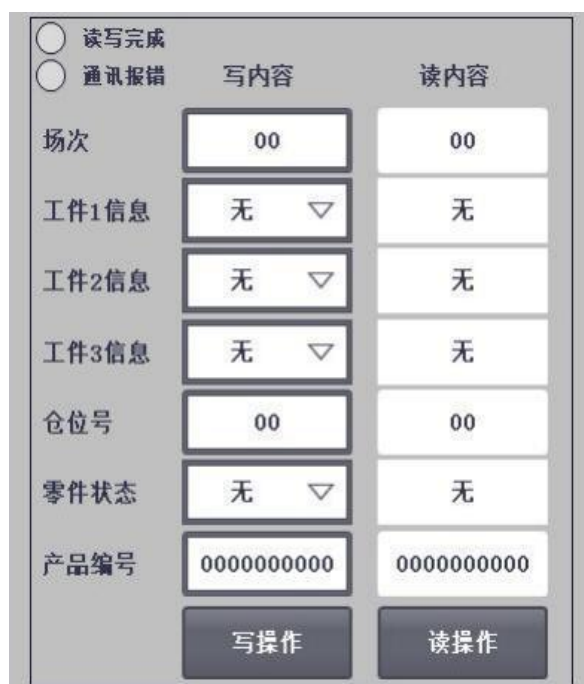 读写完成
通讯报错 写内容 读内容
场次 00 00
工件1信息 无 无
工件2信息 无 无
工件3信息 无 无
仓位号 00 00
零件状态 无 无
产品编号 0000000000 0000000000
写操作 读操作